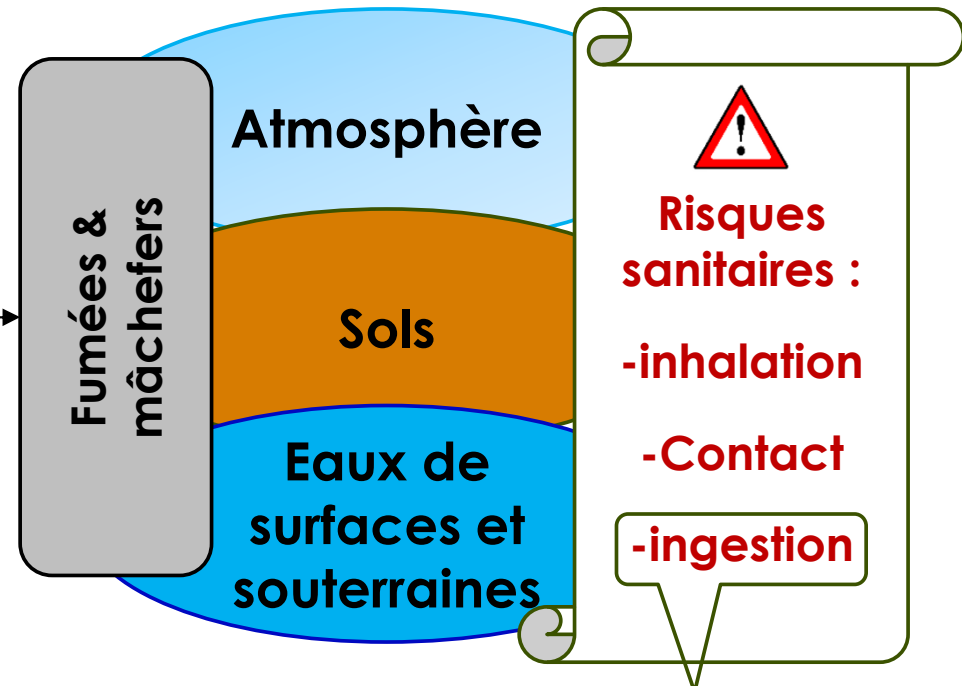 Fumées &
mâchefers
Atmosphère
Sols
Eaux de
surfaces et
souterraines
Risques
sanitaires :
-inhalation
-Contact
-ingestion